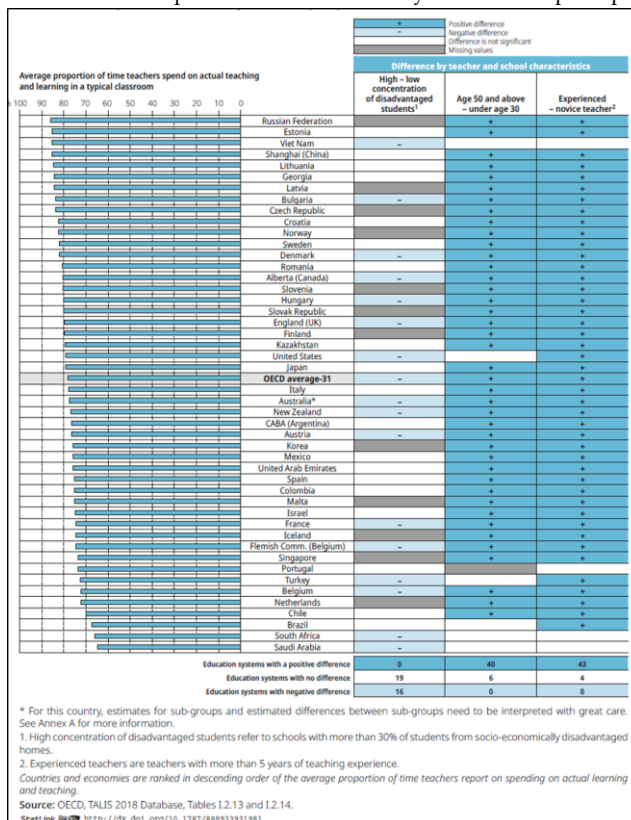 + Positive difference
– Negative difference
Difference is not significant
Missing values
Average proportion of time teachers spend on actual teaching
and learning in a typical classroom
Difference by teacher and school characteristics
High – low
concentration
of disadvantaged
students1
Age 50 and above
– under age 30
Experienced
– novice teacher2
% 100 90 80 70 60 50 40 30 20 10 0
Russian Federation + +
Estonia + +
Viet Nam –
Shanghai (China) + +
Lithuania + +
Georgia + +
Latvia + +
Bulgaria – + +
Czech Republic + +
Croatia + +
Norway + +
Sweden + +
Denmark – + +
Romania + +
Alberta (Canada) – + +
Slovenia + +
Hungary – + +
Slovak Republic + +
England (UK) – + +
Finland + +
Kazakhstan + +
United States – +
Japan + +
OECD average-31 – + +
Italy + +
Australia* – + +
New Zealand – + +
CABA (Argentina) + +
Austria – + +
Korea + +
Mexico + +
United Arab Emirates + +
Spain + +
Colombia + +
Malta + +
Israel + +
France – + +
Iceland + +
Flemish Comm. (Belgium) – + +
Singapore + +
Portugal
Turkey – +
Belgium – + +
Netherlands + +
Chile + +
Brazil +
South Africa –
Saudi Arabia –
Education systems with a positive difference 0 40 43
Education systems with no difference 19 6 4
Education systems with negative difference 16 0 0
* For this country, estimates for sub-groups and estimated differences between sub-groups need to be interpreted with great care.
See Annex A for more information.
1. High concentration of disadvantaged students refer to schools with more than 30% of students from socio-economically disadvantaged
homes.
2. Experienced teachers are teachers with more than 5 years of teaching experience.
Countries and economies are ranked in descending order of the average proportion of time teachers report on spending on actual learning
and teaching.
Source: OECD, TALIS 2018 Database, Tables I.2.13 and I.2.14.